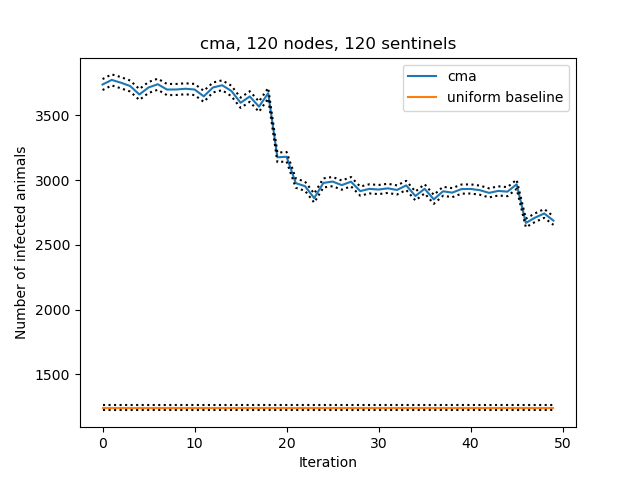 cma, 120 nodes, 120 sentinels
cma
uniform baseline
Number of infected animals
3500
3000
2500
2000
1500
0 10 20 30 40 50
Iteration